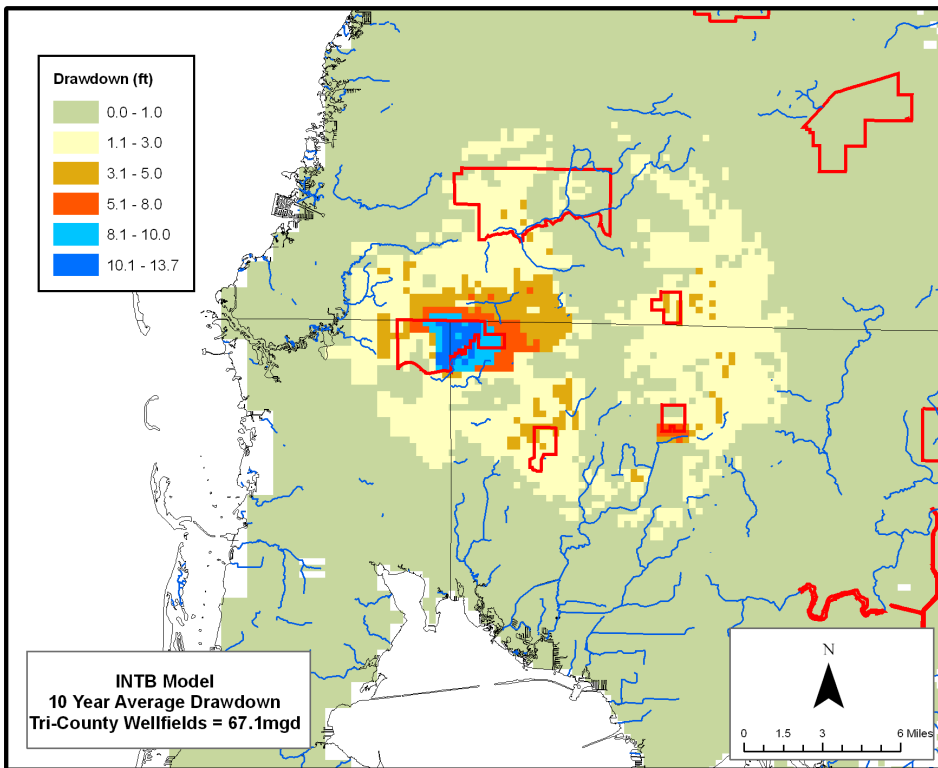 Drawdown (ft)
0.0 - 1.0
1.1 - 3.0
3.1 - 5.0
5.1 - 8.0
8.1 - 10.0
10.1 - 13.7
INTB Model
10 Year Average Drawdown
Tri-County Wellfields = 67.1mgd
N
0 1.5 3 6 Miles